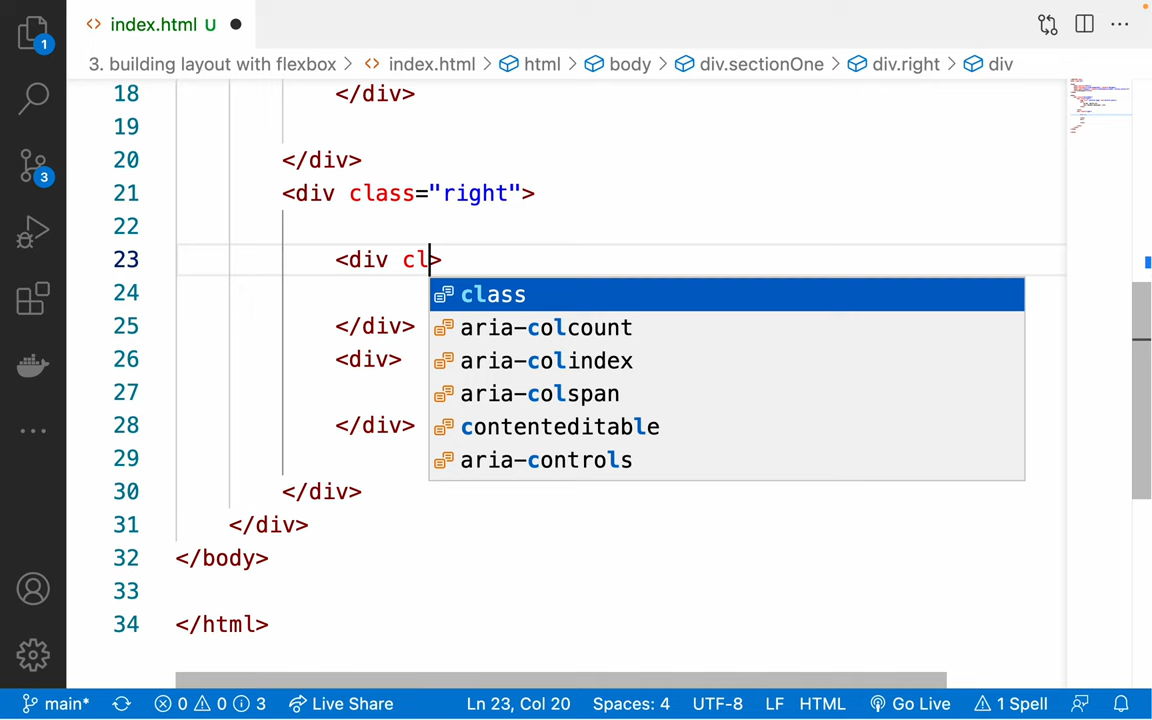 index.html U
1
3. building layout with flexbox > index.html > html > body > div.sectionOne > div.right > div
18 </div>
19
20 </div>
3
21 <div class="right">
22
23 <div cl>
24
class
25 </div>
aria-colcount
26 <div>
aria-colindex
27
aria-colspan
28 </div>
contenteditable
29
aria-controls
30 </div>
31 </div>
32 </body>
33
34 </html>
main* 0 0 3 Live Share Ln 23, Col 20 Spaces: 4 UTF-8 LF HTML Go Live 1 Spell